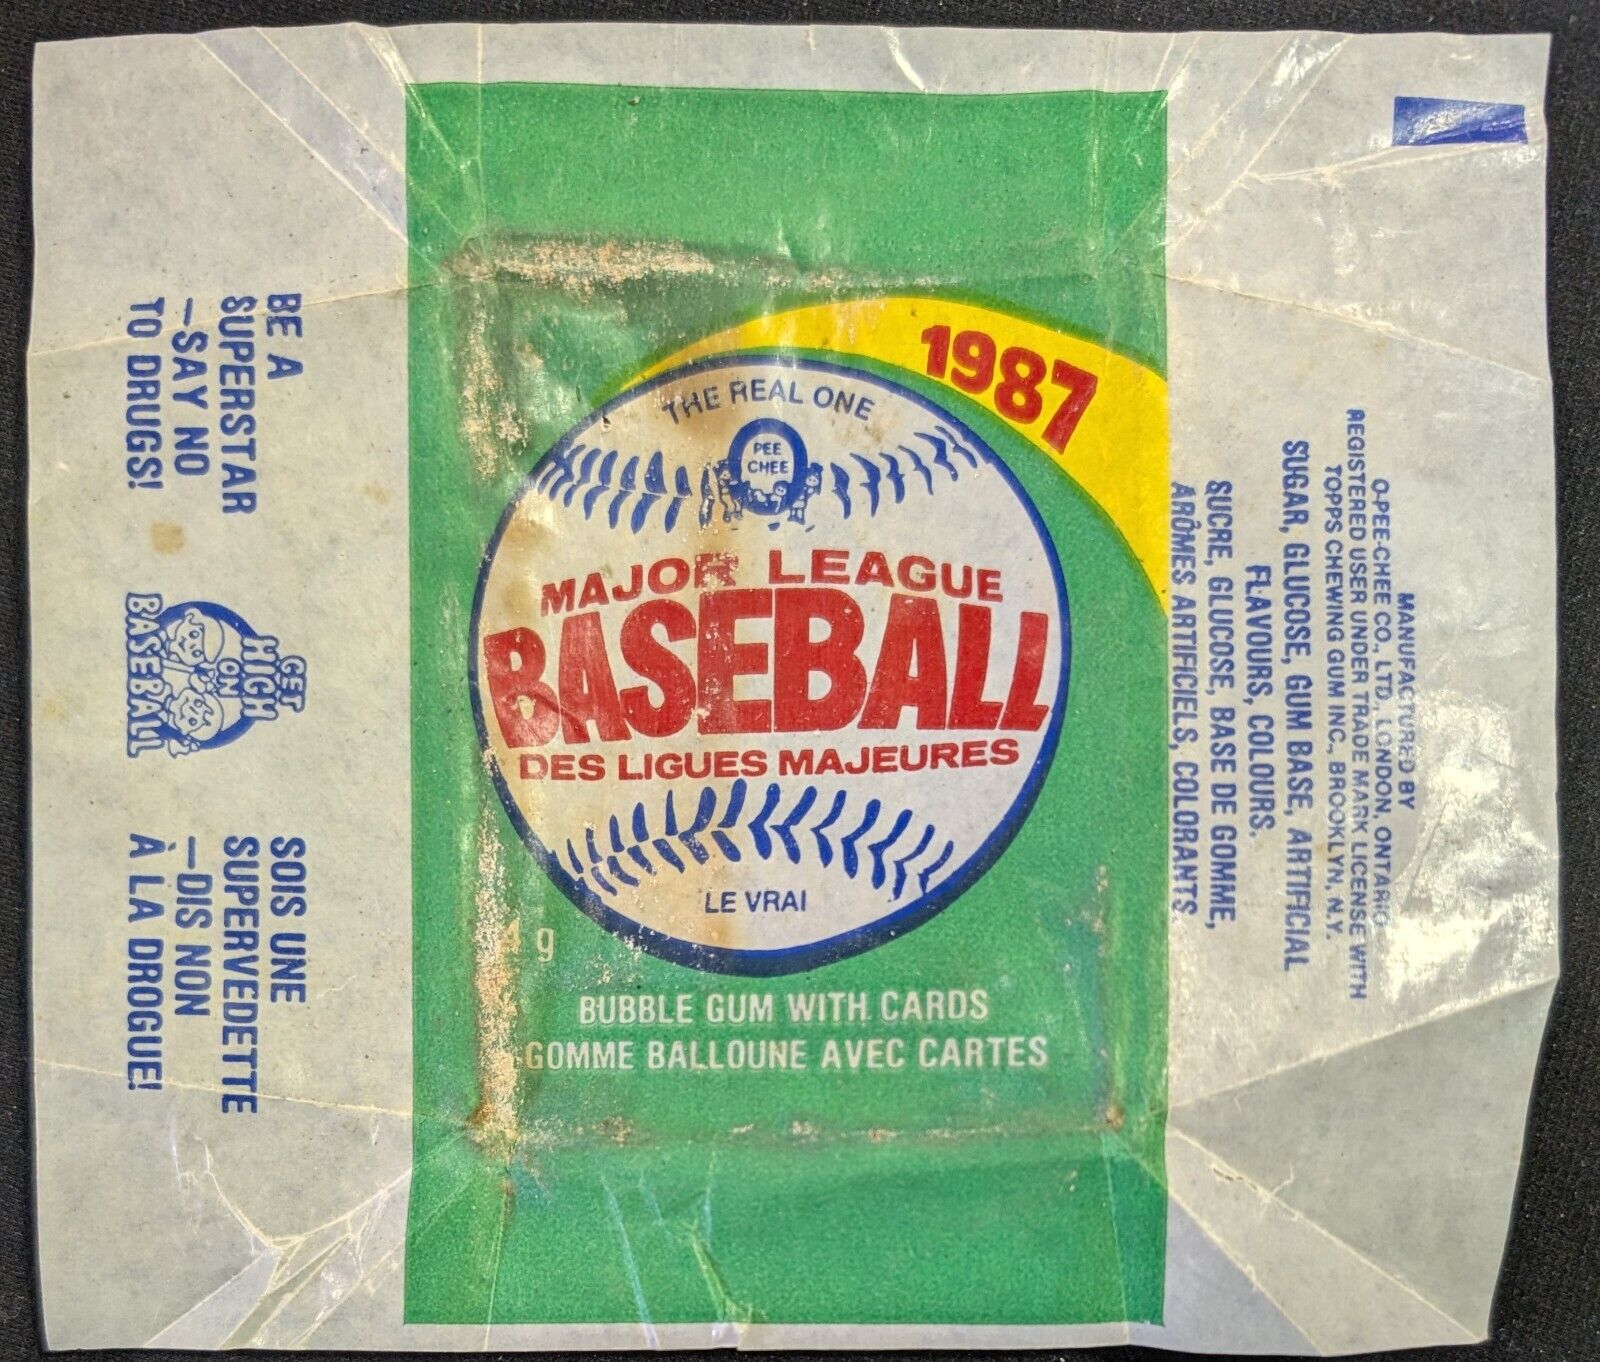 BE A
SUPERSTAR
—SAY NO
TO DRUGS!
GET
HIGH
ON
BASEBALL
SOIS UNE
SUPERVEDETTE
—DIS NON
À LA DROGUE!
1987
THE REAL ONE
PEE
CHEE
MAJOR LEAGUE
BASEBALL
DES LIGUES MAJEURES
LE VRAI
4 g
BUBBLE GUM WITH CARDS
GOMME BALLOUNE AVEC CARTES
MANUFACTURED BY
O-PEE-CHEE CO., LTD., LONDON, ONTARIO
REGISTERED USER UNDER TRADE MARK LICENSE WITH
TOPPS CHEWING GUM INC., BROOKLYN, N.Y.
SUGAR, GLUCOSE, GUM BASE, ARTIFICIAL
FLAVOURS, COLOURS.
SUCRE, GLUCOSE, BASE DE GOMME,
ARÔMES ARTIFICIELS, COLORANTS.